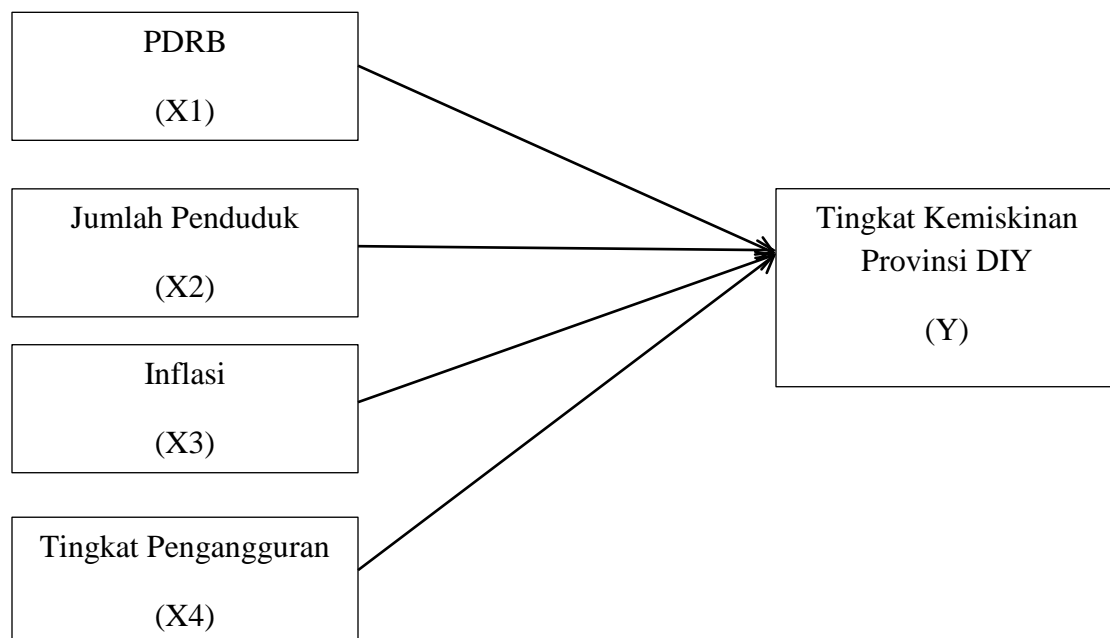 PDRB
(X1)
Jumlah Penduduk
(X2)
Inflasi
(X3)
Tingkat Pengangguran
(X4)
Tingkat Kemiskinan
Provinsi DIY
(Y)